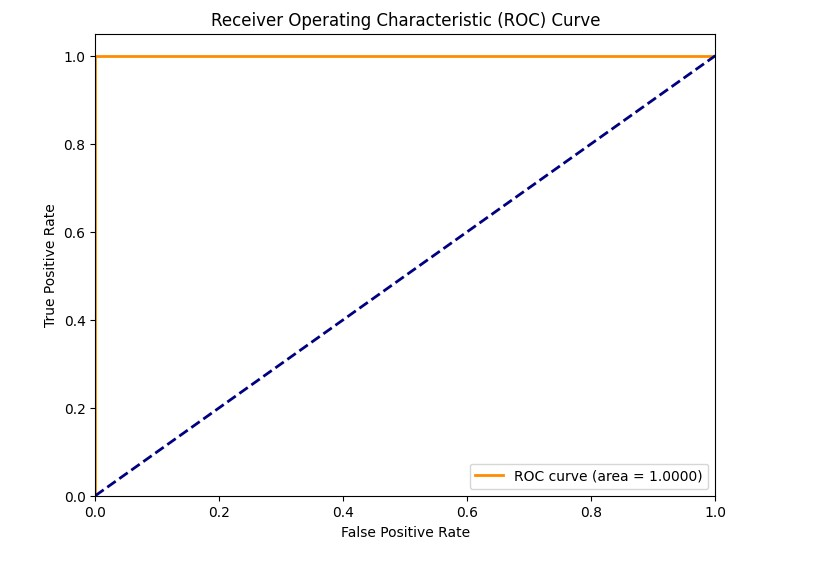 Receiver Operating Characteristic (ROC) Curve
1.0
0.8
0.6
0.4
0.2
0.0
True Positive Rate
ROC curve (area = 1.0000)
0.0 0.2 0.4 0.6 0.8 1.0
False Positive Rate